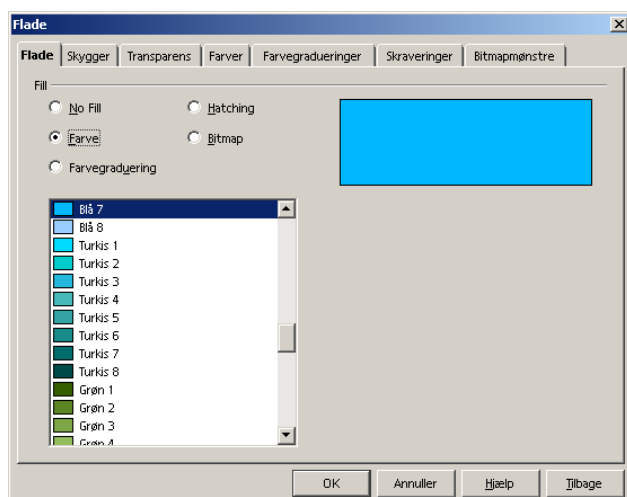 Flade
Flade Skygger Transparens Farver Farvegradueringer Skraveringer Bitmapmønstre
Fill
No Fill Hatching
Farve Bitmap
Farvegraduering
Blå 7
Blå 8
Turkis 1
Turkis 2
Turkis 3
Turkis 4
Turkis 5
Turkis 6
Turkis 7
Turkis 8
Grøn 1
Grøn 2
Grøn 3
Grøn 4
OK Annuller Hjælp Tilbage